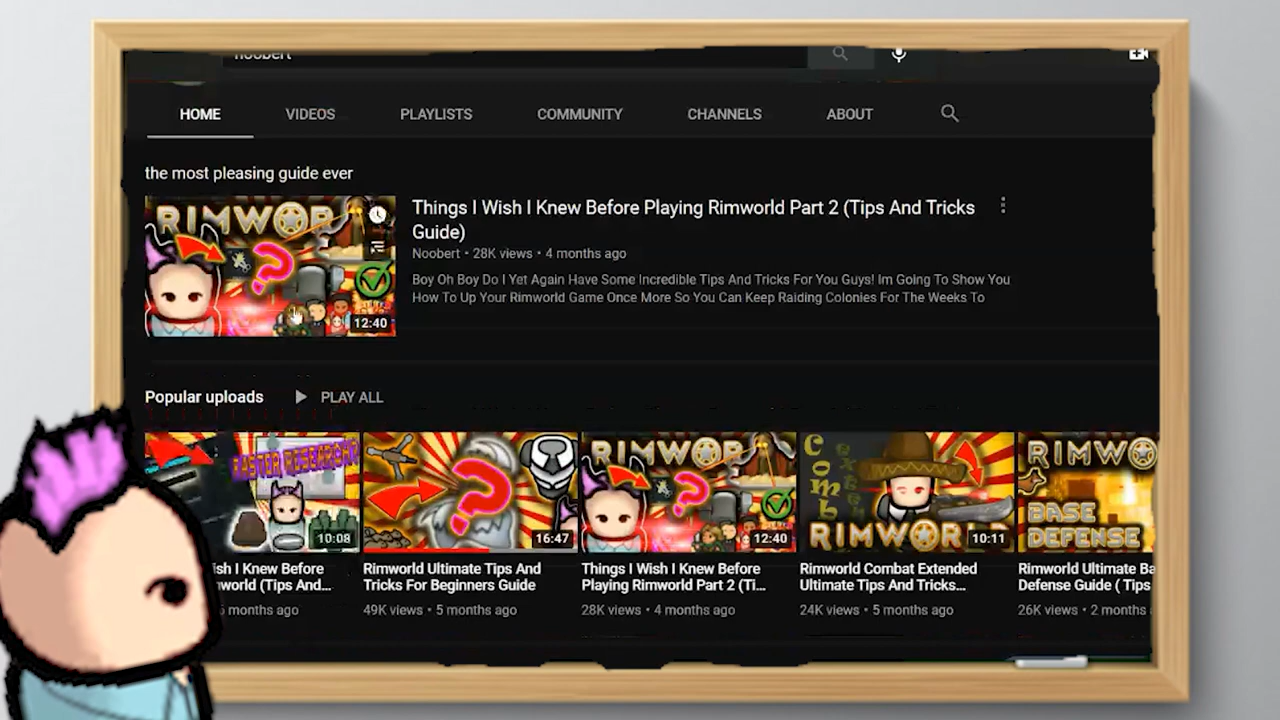 noobert
HOME VIDEOS PLAYLISTS COMMUNITY CHANNELS ABOUT
the most pleasing guide ever
RIMWOR
12:40
Things I Wish I Knew Before Playing Rimworld Part 2 (Tips And Tricks
Guide)
Noobert • 28K views • 4 months ago
Boy Oh Boy Do I Yet Again Have Some Incredible Tips And Tricks For You Guys! Im Going To Show You
How To Up Your Rimworld Game Once More So You Can Keep Raiding Colonies For The Weeks To
Popular uploads PLAY ALL
10:08
ish I Knew Before
nworld (Tips And...
months ago
16:47
Rimworld Ultimate Tips And
Tricks For Beginners Guide
49K views • 5 months ago
RIMWOR
12:40
Things I Wish I Knew Before
Playing Rimworld Part 2 (Ti...
28K views • 4 months ago
Comb
RIMWORLD
10:11
Rimworld Combat Extended
Ultimate Tips And Tricks...
24K views • 5 months ago
RIMWO
BASE
DEFENSE
Rimworld Ultimate Ba
Defense Guide ( Tips
26K views • 2 months